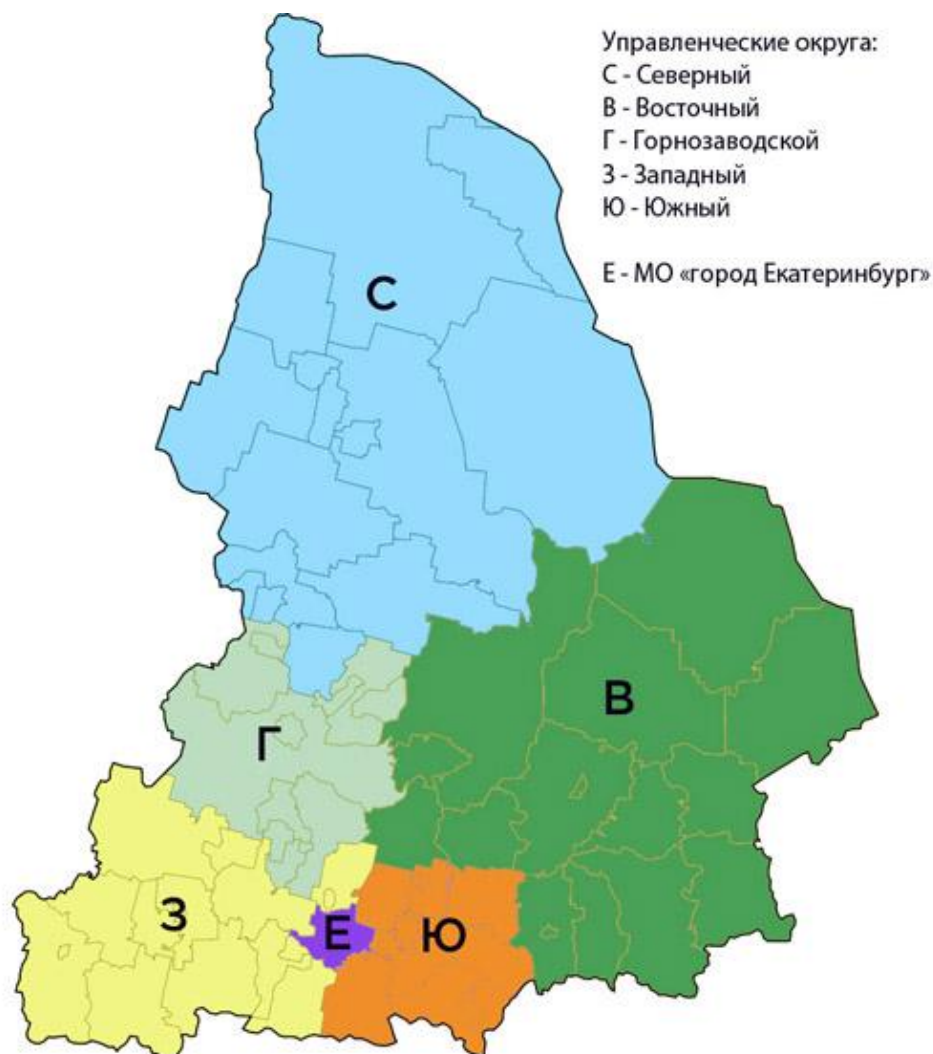 Управленческие округа:
С - Северный
В - Восточный
Г - Горнозаводской
З - Западный
Ю - Южный
Е - МО «город Екатеринбург»
С
В
Г
З
Е
Ю